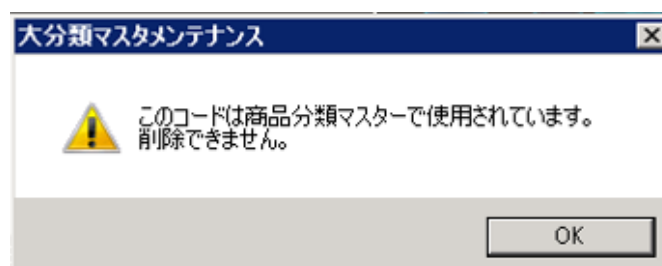 大分類マスタメンテナンス
このコードは商品分類マスターで使用されています。
削除できません。
OK